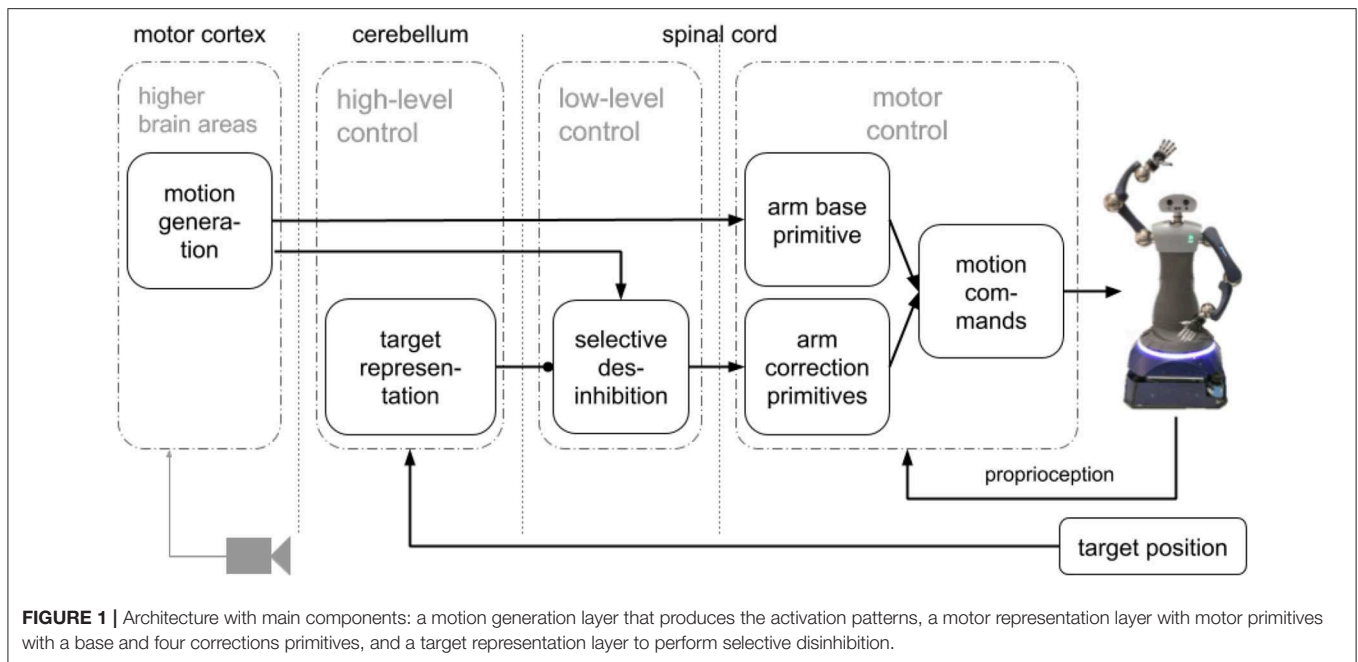 motor cortex
cerebellum
spinal cord
higher
brain areas
high-level
control
low-level
control
motor
control
motion
genera-
tion
arm base
primitive
motion
com-
mands
target
represen-
tation
selective
des-
inhibition
arm
correction
primitives
proprioception
target position
FIGURE 1 | Architecture with main components: a motion generation layer that produces the activation patterns, a motor representation layer with motor primitives
with a base and four corrections primitives, and a target representation layer to perform selective disinhibition.